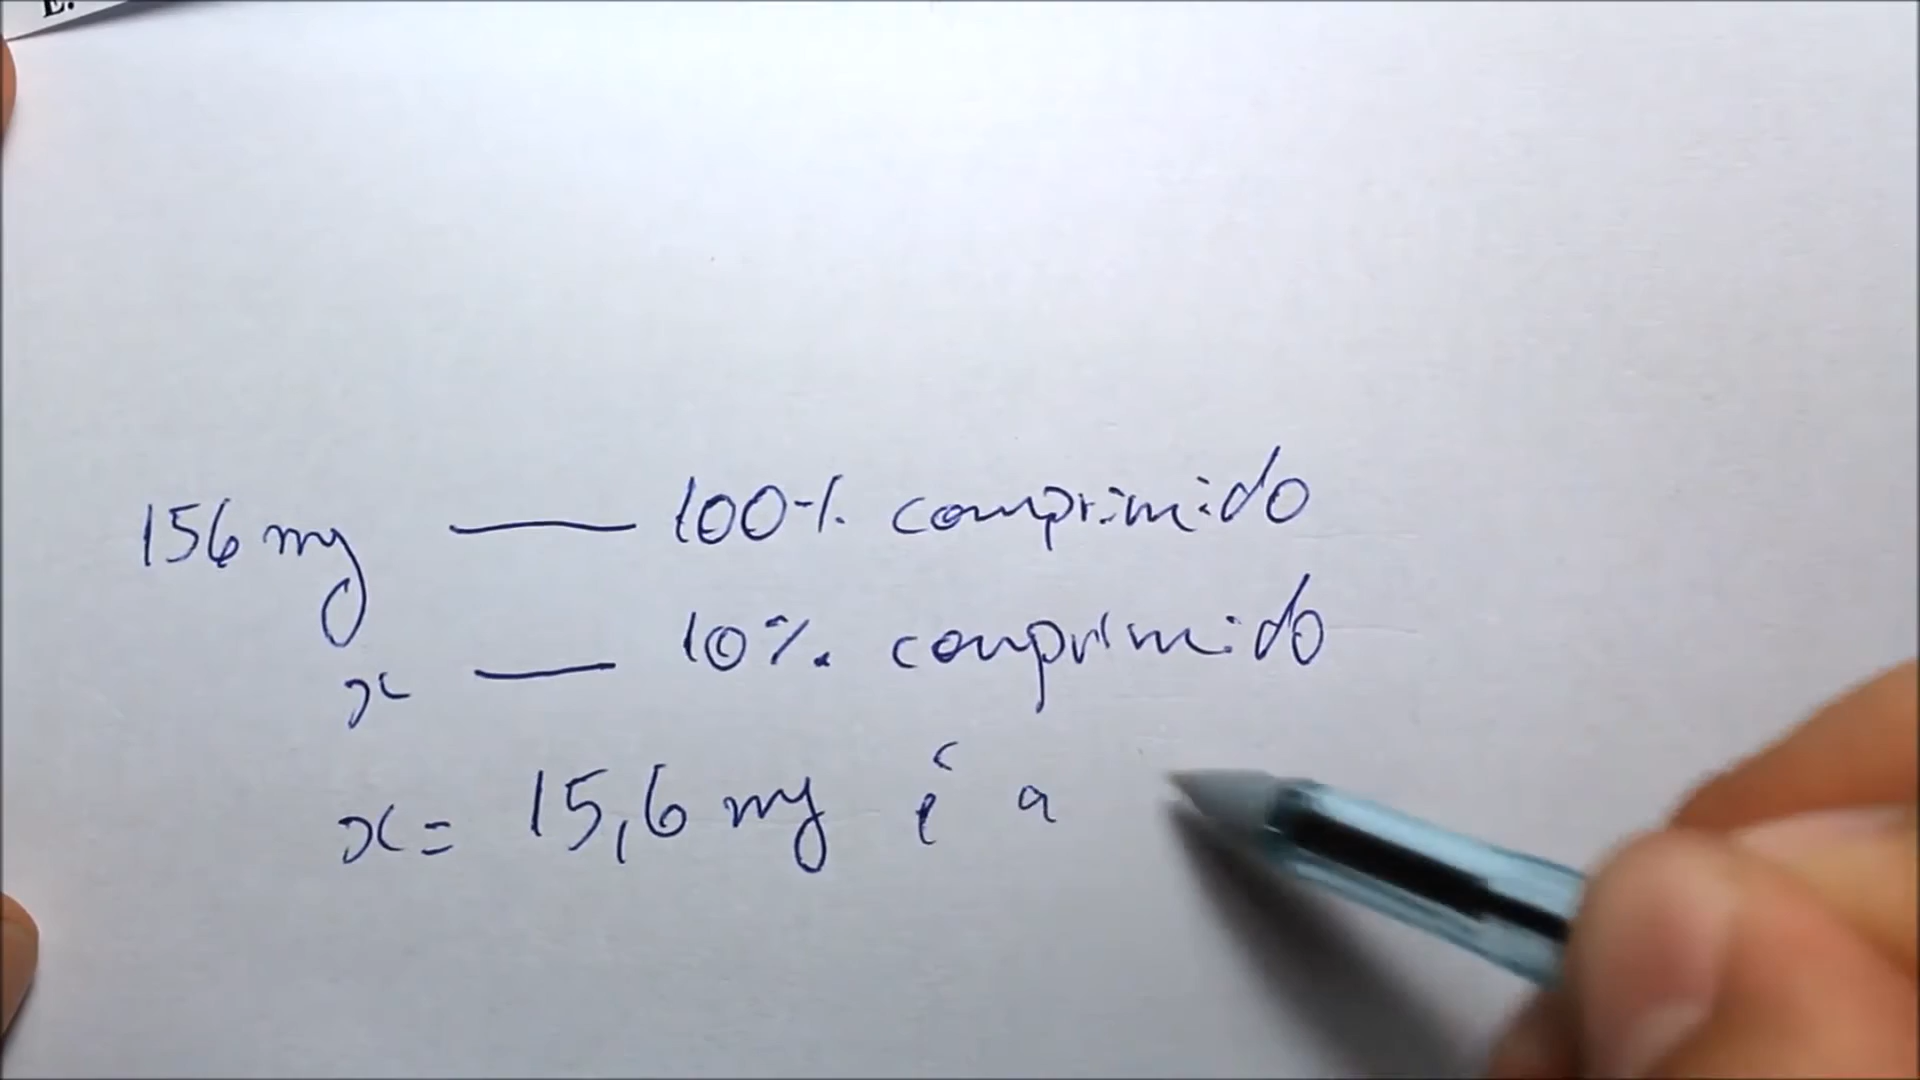 E.
156 mg — 100% comprimido
x — 10% comprimido
x = 15,6 mg é a